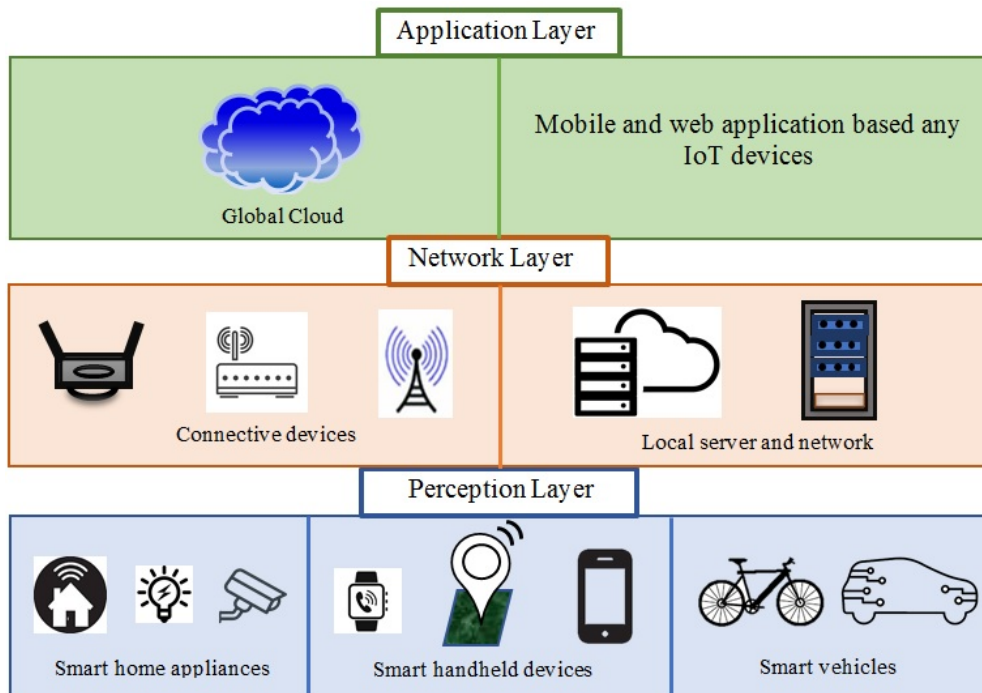 Application Layer
Global Cloud
Mobile and web application based any
IoT devices
Network Layer
Connective devices
Local server and network
Perception Layer
Smart home appliances
Smart handheld devices
Smart vehicles